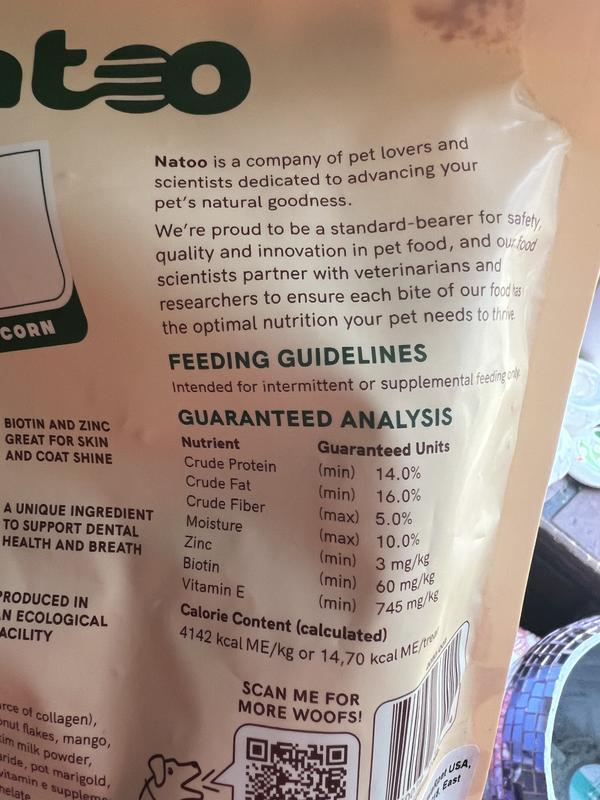 atoo
Natoo is a company of pet lovers and
scientists dedicated to advancing your
pet's natural goodness.
We're proud to be a standard-bearer for safety,
quality and innovation in pet food, and our food
scientists partner with veterinarians and
researchers to ensure each bite of our food has
the optimal nutrition your pet needs to thrive.
CORN
FEEDING GUIDELINES
Intended for intermittent or supplemental feeding only.
BIOTIN AND ZINC
GREAT FOR SKIN
AND COAT SHINE
A UNIQUE INGREDIENT
TO SUPPORT DENTAL
HEALTH AND BREATH
PRODUCED IN
AN ECOLOGICAL
FACILITY
GUARANTEED ANALYSIS
Nutrient Guaranteed Units
Crude Protein (min) 14.0%
Crude Fat (min) 16.0%
Crude Fiber (max) 5.0%
Moisture (max) 10.0%
Zinc (min) 3 mg/kg
Biotin (min) 60 mg/kg
Vitamin E (min) 745 mg/kg
Calorie Content (calculated)
4142 kcal ME/kg or 14,70 kcal ME/treat
rce of collagen),
nut flakes, mango,
im milk powder,
ride, pot marigold,
vitamin e suppleme
helate
SCAN ME FOR
MORE WOOFS!
USA,
East